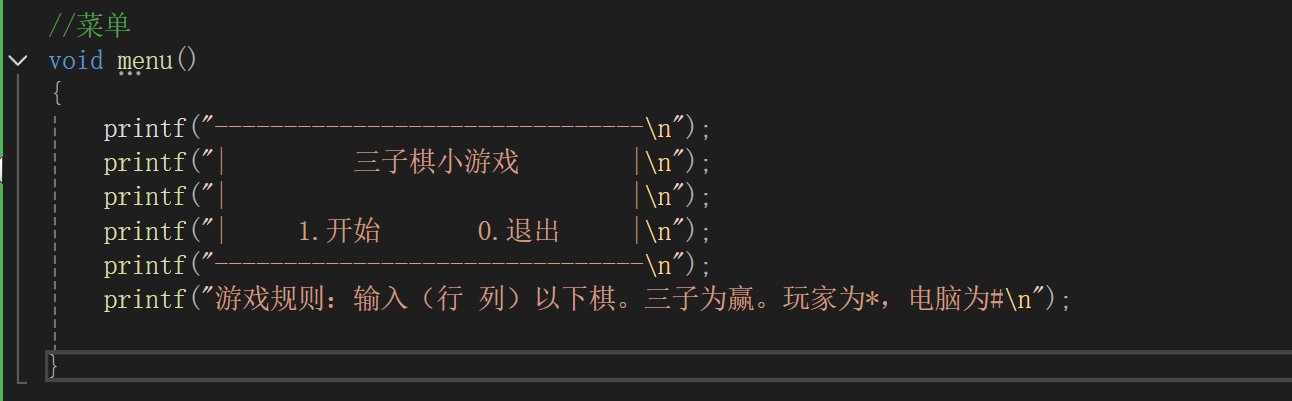 //菜单
void menu()
{
printf("-------------------------------\n");
printf("|         三子棋小游戏        |\n");
printf("|                             |\n");
printf("|     1.开始       0.退出     |\n");
printf("-------------------------------\n");
printf("游戏规则：输入（行 列）以下棋。三子为赢。玩家为*，电脑为#\n");
}